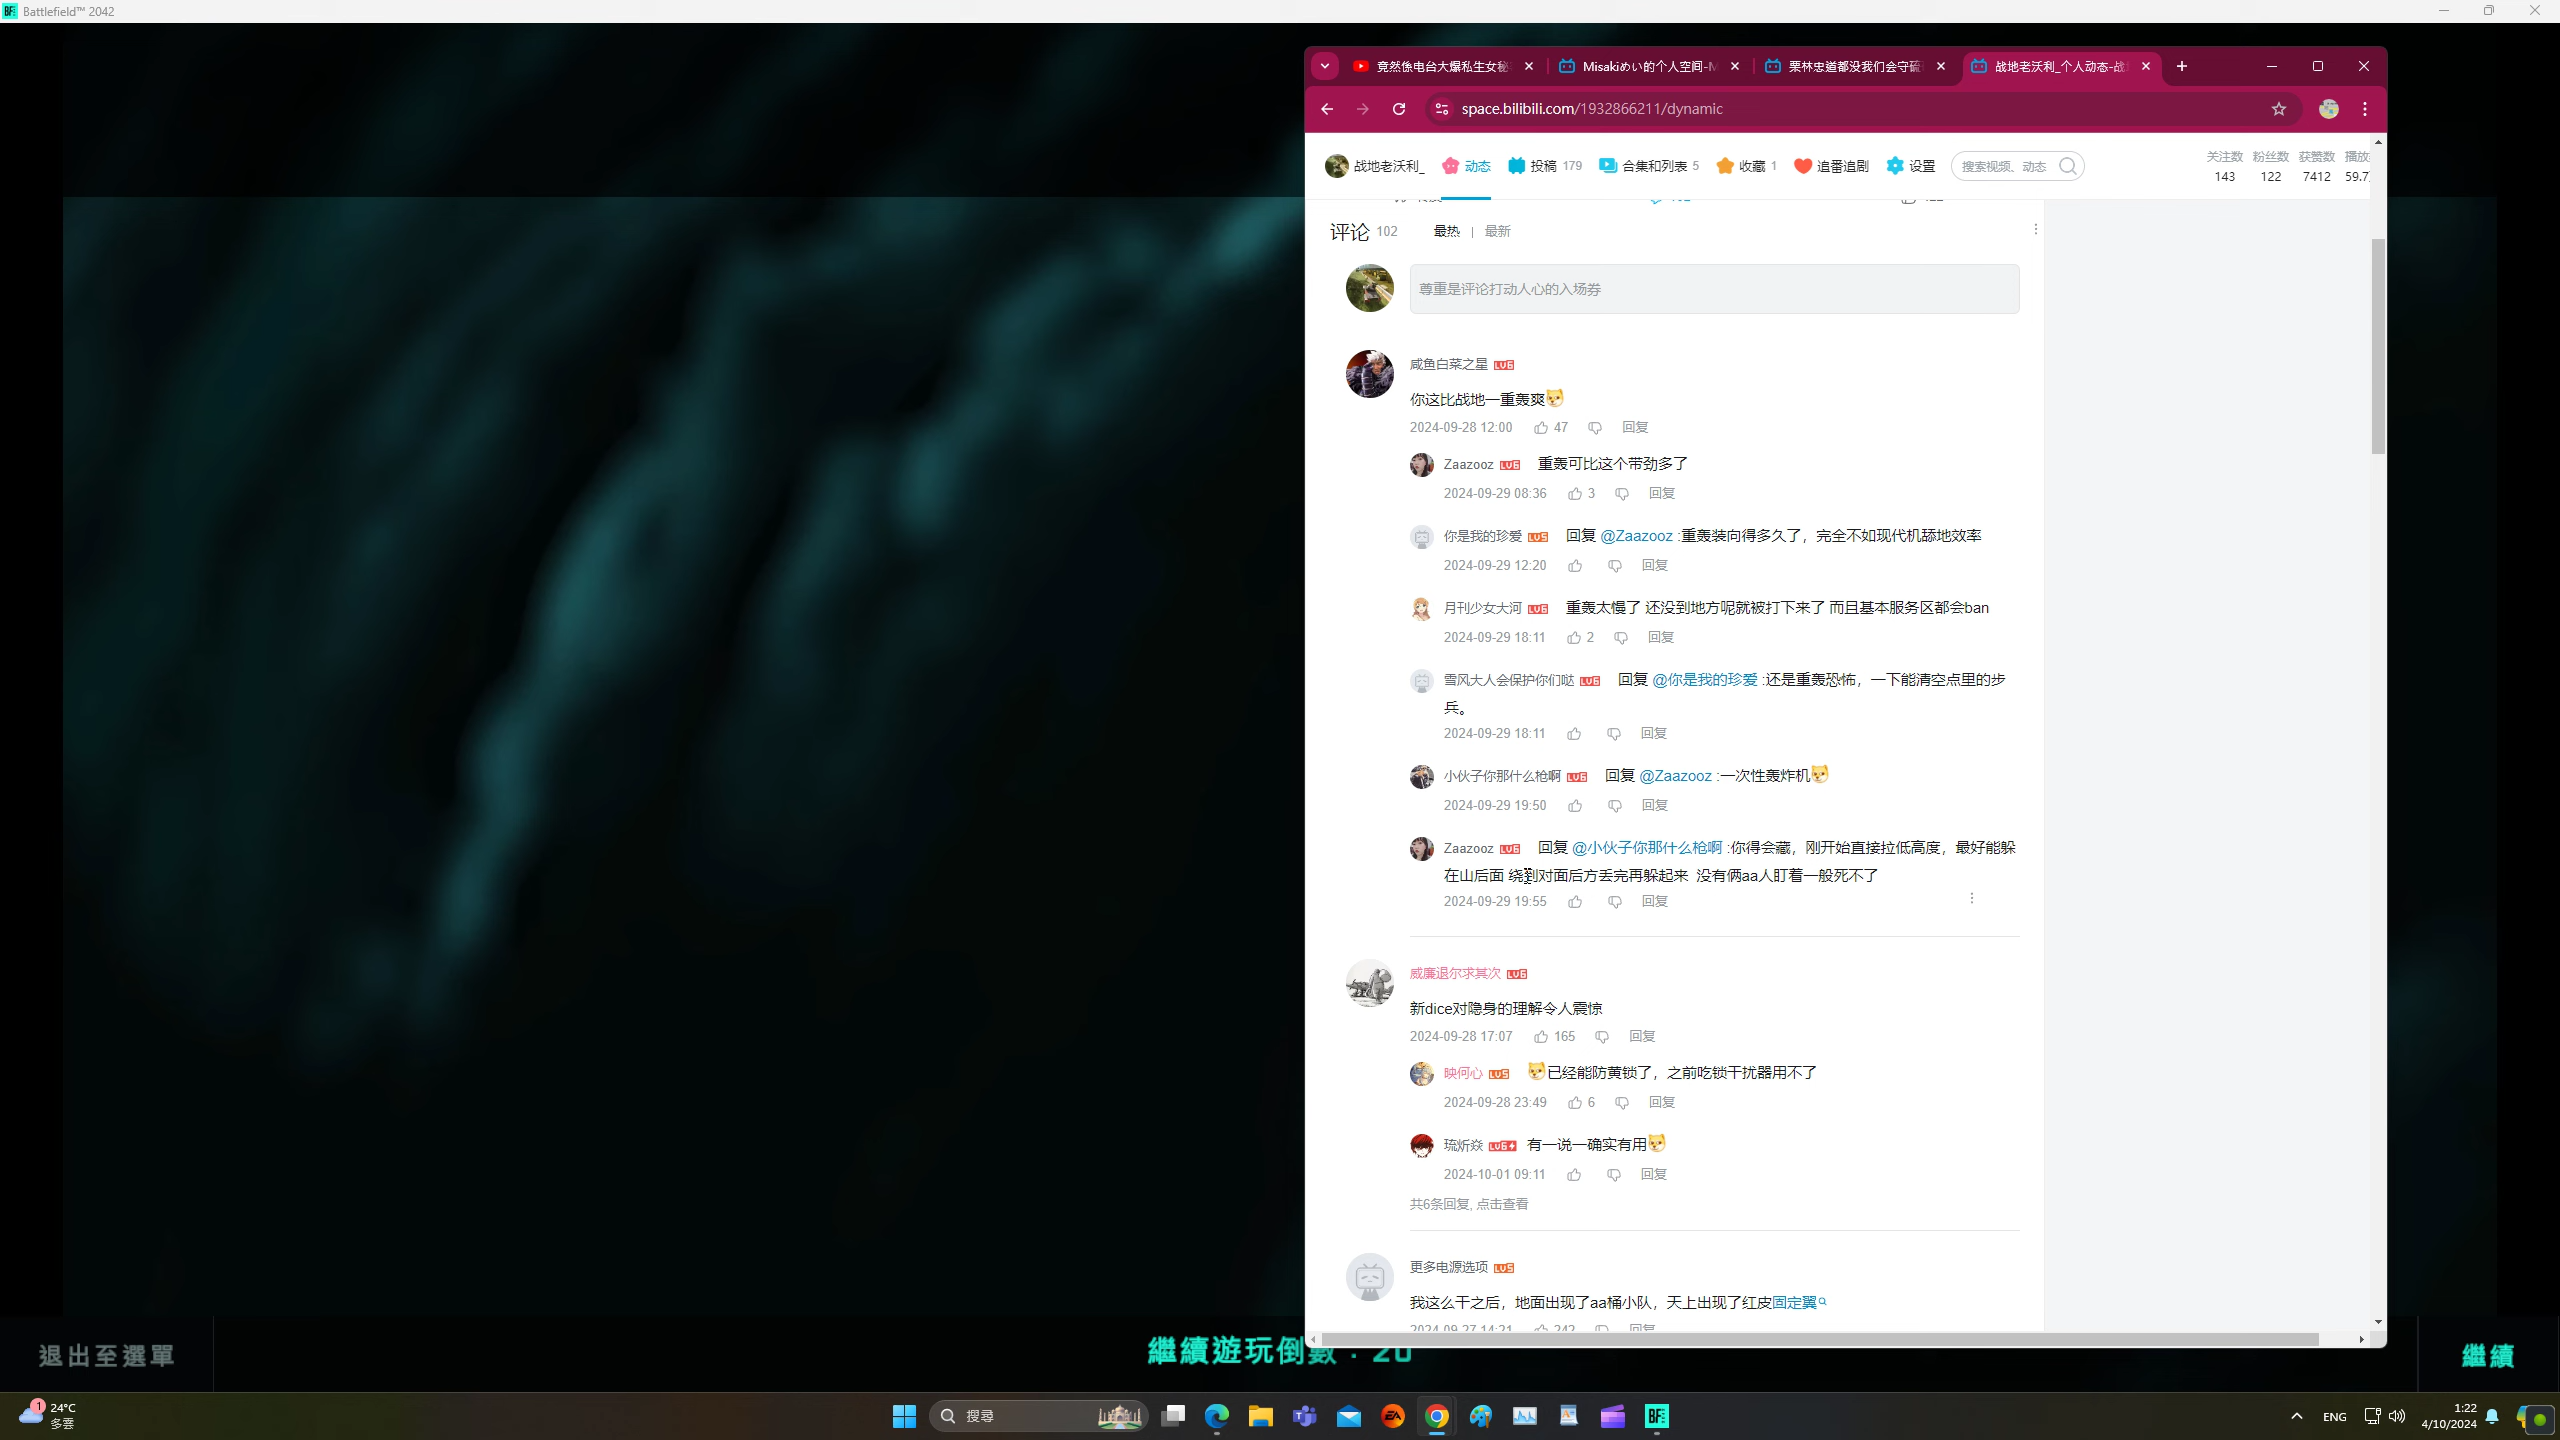 Battlefield™ 2042
竟然係电台大爆私生女秘
Misakiめい的个人空间-M
栗林忠道都没我们会守硫
战地老沃利_个人动态-战
space.bilibili.com/1932866211/dynamic
战地老沃利_
动态
投稿 179
合集和列表 5
收藏 1
追番追剧
设置
搜索视频、动态
关注数 粉丝数 获赞数 播放
143 122 7412 59.7
评论 102 最热 | 最新
尊重是评论打动人心的入场券
咸鱼白菜之星 LV6
你这比战地一重轰爽
2024-09-28 12:00 47 回复
Zaazooz LV6 重轰可比这个带劲多了
2024-09-29 08:36 3 回复
你是我的珍爱 LV5 回复 @Zaazooz :重轰装向得多久了，完全不如现代机舔地效率
2024-09-29 12:20 回复
月刊少女大河 LV6 重轰太慢了 还没到地方呢就被打下来了 而且基本服务区都会ban
2024-09-29 18:11 2 回复
雪风大人会保护你们哒 LV6 回复 @你是我的珍爱 :还是重轰恐怖，一下能清空点里的步
兵。
2024-09-29 18:11 回复
小伙子你那什么枪啊 LV6 回复 @Zaazooz :一次性轰炸机
2024-09-29 19:50 回复
Zaazooz LV6 回复 @小伙子你那什么枪啊 :你得会藏，刚开始直接拉低高度，最好能躲
在山后面 绕到对面后方丢完再躲起来 没有俩aa人盯着一般死不了
2024-09-29 19:55 回复
威廉退尔求其次 LV6
新dice对隐身的理解令人震惊
2024-09-28 17:07 165 回复
映何心 LV5 已经能防黄锁了，之前吃锁干扰器用不了
2024-09-28 23:49 6 回复
琉炘焱 LV6 有一说一确实有用
2024-10-01 09:11 回复
共6条回复, 点击查看
更多电源选项 LV5
我这么干之后，地面出现了aa桶小队，天上出现了红皮固定翼
2024-09-27 14:21 242 回复
退出至選單
繼續遊玩倒數：20
繼續
1
24°C
多雲
搜尋
EA
BF
ENG
1:22
4/10/2024